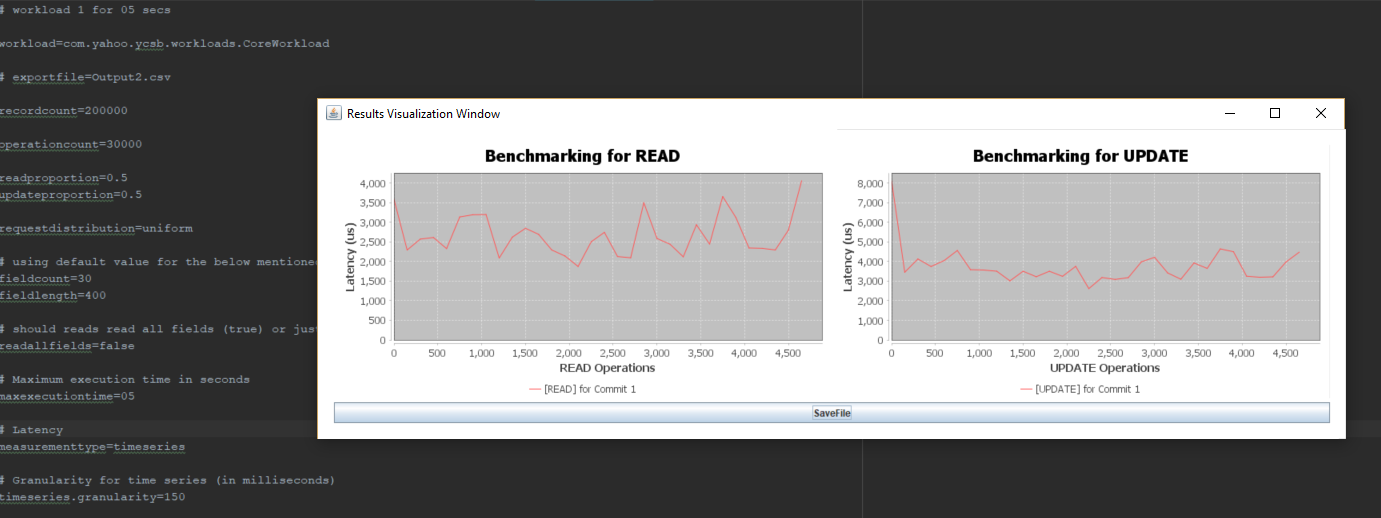 # workload 1 for 05 secs
workload=com.yahoo.ycsb.workloads.CoreWorkload
# exportfile=Output2.csv
recordcount=200000
operationcount=30000
readproportion=0.5
updateproportion=0.5
requestdistribution=uniform
# using default value for the below mentioned
fieldcount=30
fieldlength=400
# should reads read all fields (true) or just
readallfields=false
# Maximum execution time in seconds
maxexecutiontime=05
# Latency
measurementtype=timeseries
# Granularity for time series (in milliseconds)
timeseries.granularity=150
Results Visualization Window
Benchmarking for READ
Latency (us)
4,000
3,500
3,000
2,500
2,000
1,500
1,000
500
0
0 500 1,000 1,500 2,000 2,500 3,000 3,500 4,000 4,500
READ Operations
[READ] for Commit 1
Benchmarking for UPDATE
Latency (us)
8,000
7,000
6,000
5,000
4,000
3,000
2,000
1,000
0
0 500 1,000 1,500 2,000 2,500 3,000 3,500 4,000 4,500
UPDATE Operations
[UPDATE] for Commit 1
SaveFile